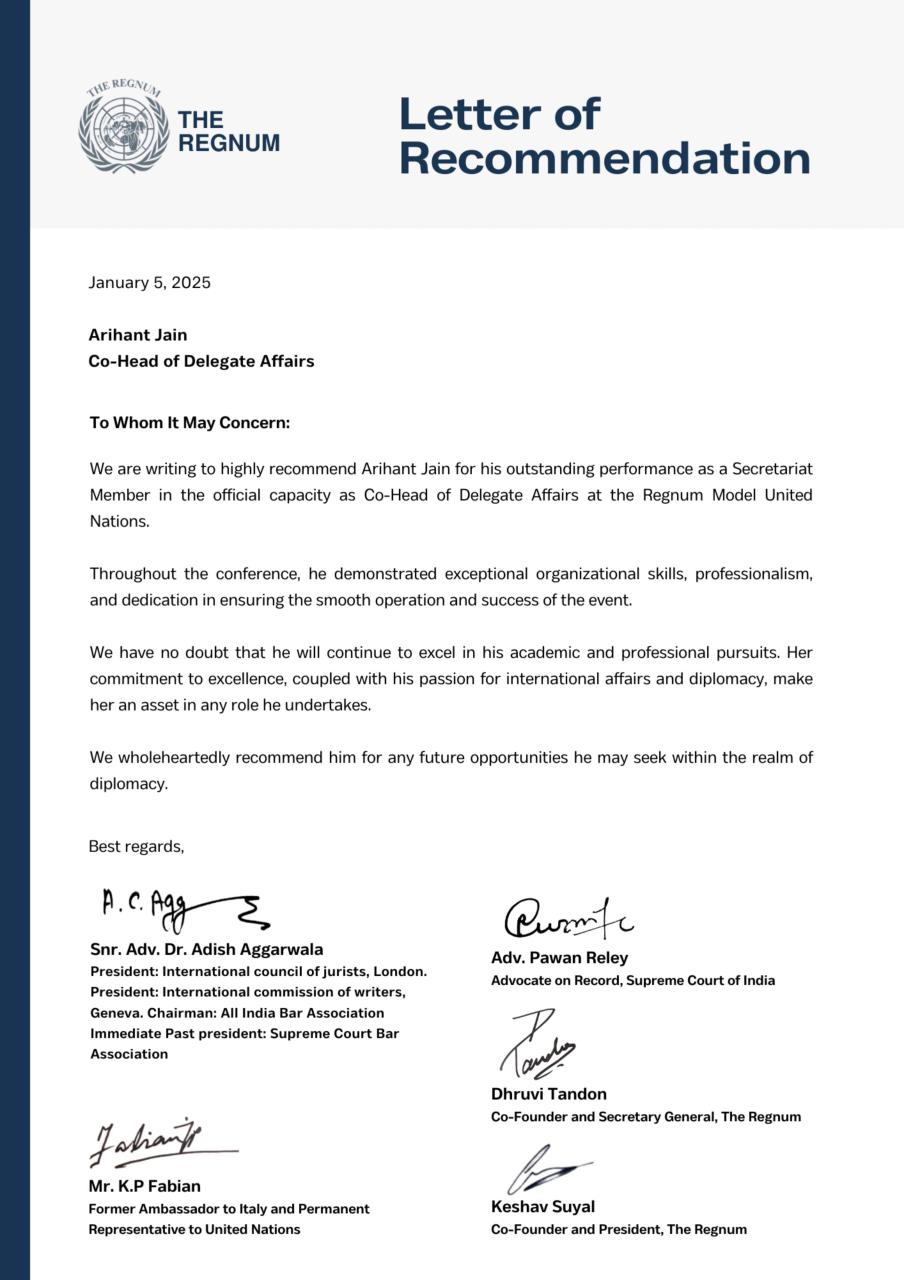 THE REGNUM
THE
REGNUM
Letter of
Recommendation
January 5, 2025
Arihant Jain
Co-Head of Delegate Affairs
To Whom It May Concern:
We are writing to highly recommend Arihant Jain for his outstanding performance as a Secretariat
Member in the official capacity as Co-Head of Delegate Affairs at the Regnum Model United
Nations.
Throughout the conference, he demonstrated exceptional organizational skills, professionalism,
and dedication in ensuring the smooth operation and success of the event.
We have no doubt that he will continue to excel in his academic and professional pursuits. Her
commitment to excellence, coupled with his passion for international affairs and diplomacy, make
her an asset in any role he undertakes.
We wholeheartedly recommend him for any future opportunities he may seek within the realm of
diplomacy.
Best regards,
A. C. Agg
Snr. Adv. Dr. Adish Aggarwala
President: International council of jurists, London.
President: International commission of writers,
Geneva. Chairman: All India Bar Association
Immediate Past president: Supreme Court Bar
Association
Adv. Pawan Reley
Advocate on Record, Supreme Court of India
Dhruvi Tandon
Co-Founder and Secretary General, The Regnum
Mr. K.P Fabian
Former Ambassador to Italy and Permanent
Representative to United Nations
Keshav Suyal
Co-Founder and President, The Regnum